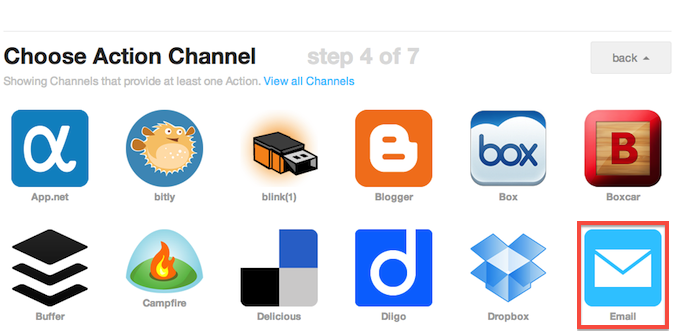 Choose Action Channel step 4 of 7
back
Showing Channels that provide at least one Action. View all Channels
α
box
B
App.net bitly blink(1) Blogger Box Boxcar
d
Buffer Campfire Delicious Diigo Dropbox Email